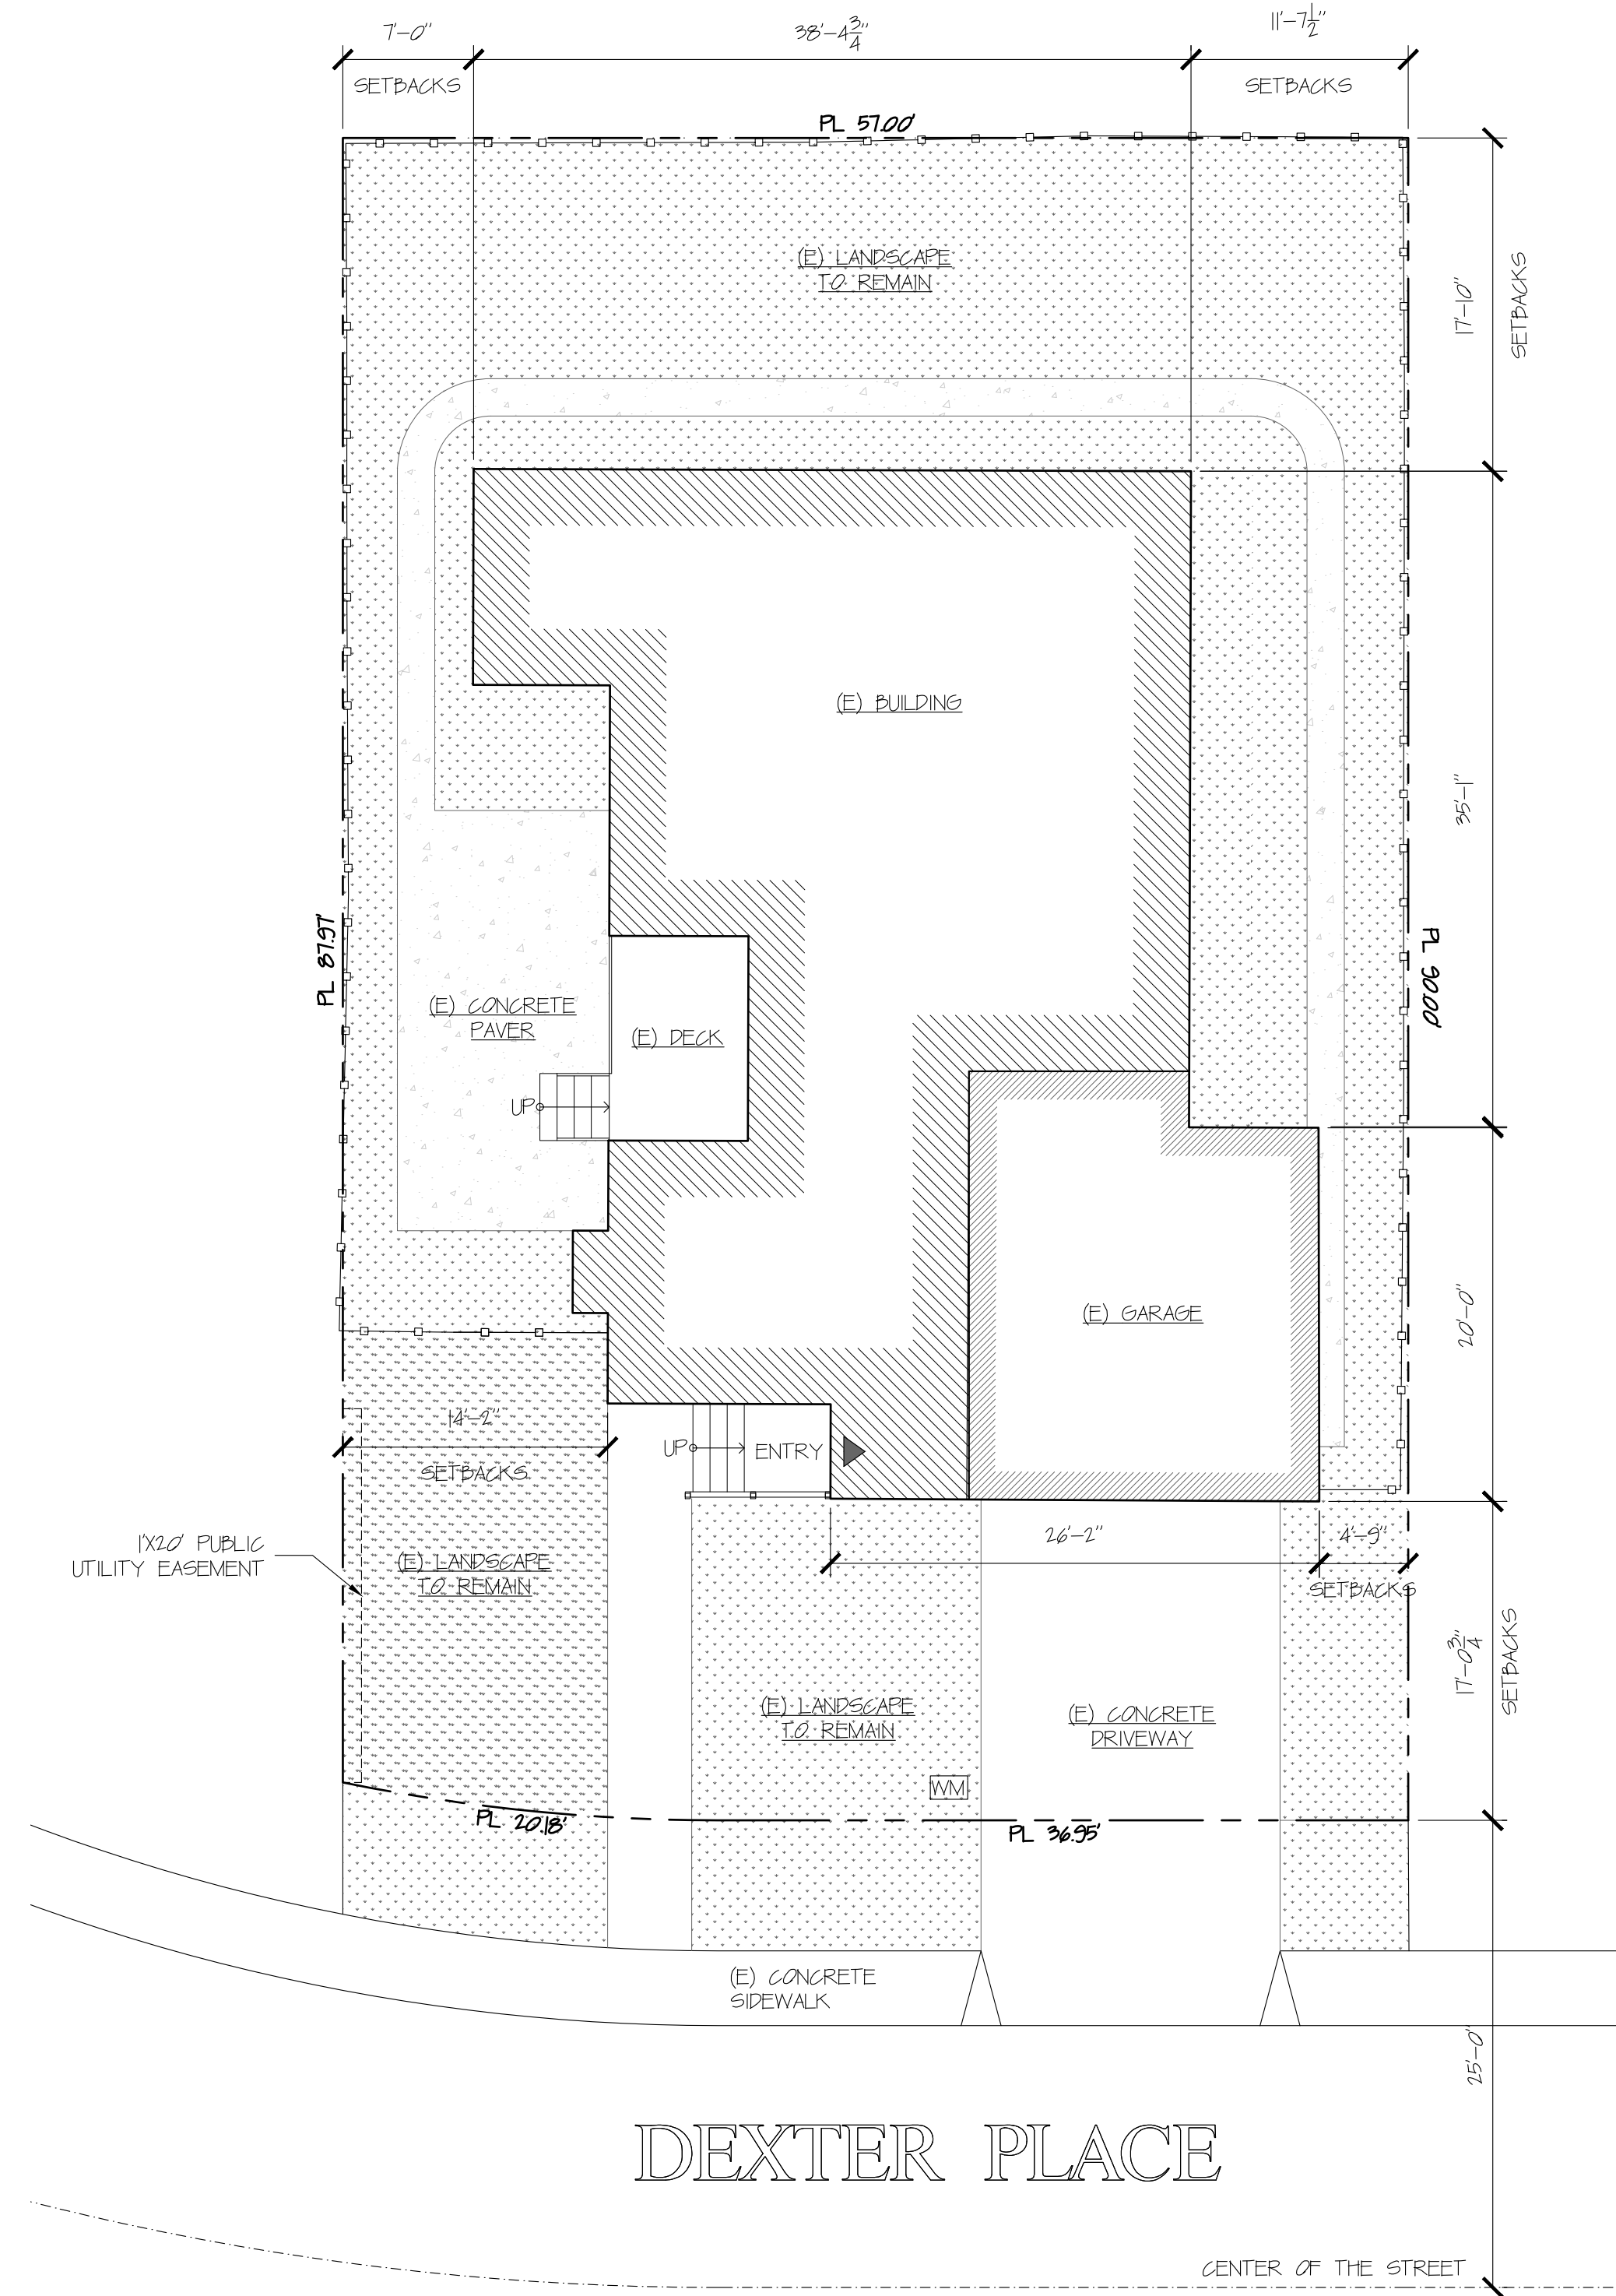 7'-0"
38'-4 3/4"
11'-7 1/2"
SETBACKS
SETBACKS
PL 57.00'
(E) LANDSCAPE
TO REMAIN
17'-10"
SETBACKS
(E) BUILDING
35'-1"
PL 87.97'
PL 90.00'
(E) CONCRETE
PAVER
(E) DECK
UP
(E) GARAGE
20'-0"
14'-2"
SETBACKS
UP
ENTRY
1'X20' PUBLIC
UTILITY EASEMENT
(E) LANDSCAPE
TO REMAIN
26'-2"
4'-9"
SETBACKS
17'-0 3/4"
SETBACKS
(E) LANDSCAPE
TO REMAIN
(E) CONCRETE
DRIVEWAY
WM
PL 20.18'
PL 36.95'
(E) CONCRETE
SIDEWALK
25'-0"
DEXTER PLACE
CENTER OF THE STREET